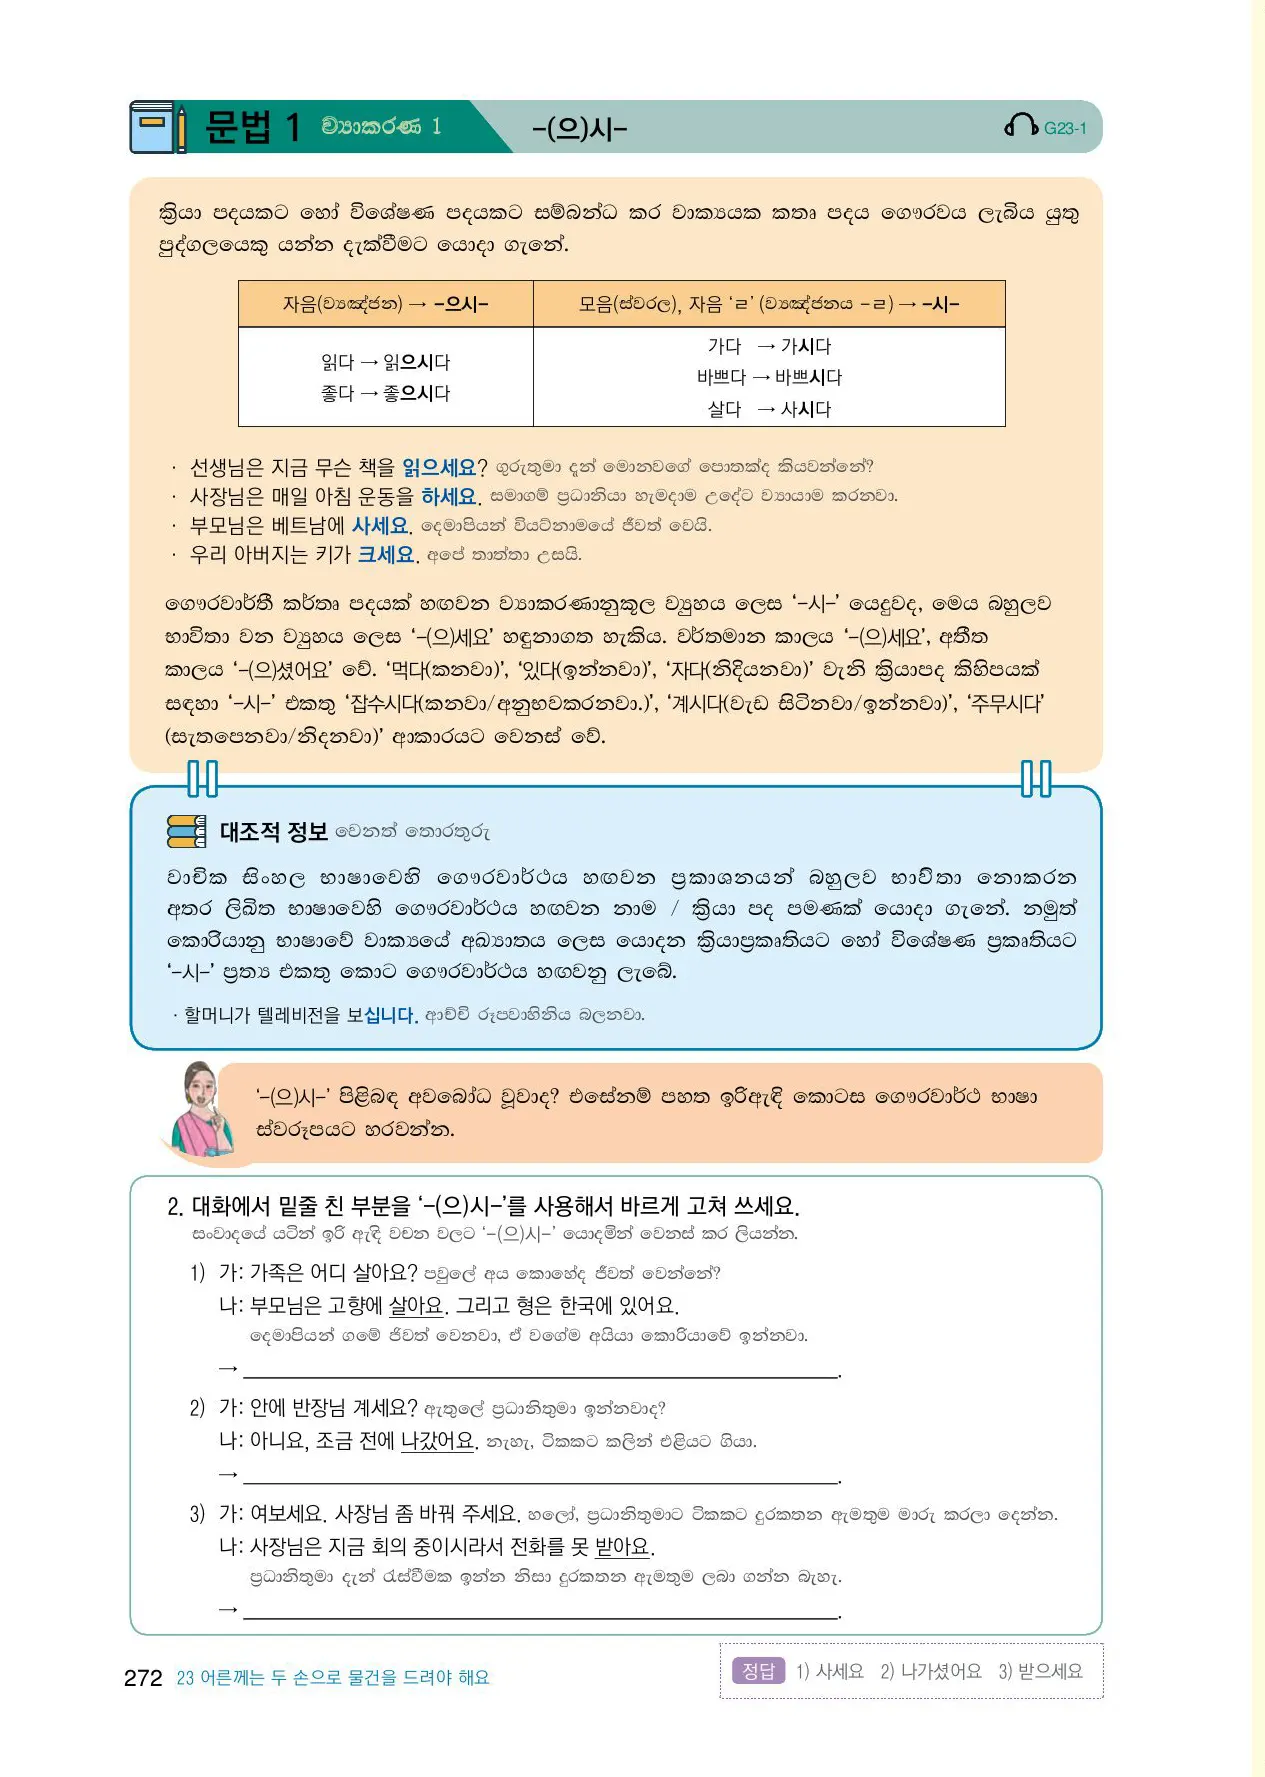 문법 1 ව්‍යාකරණ 1 -(으)시- G23-1
ක්‍රියා පදයකට හෝ විශේෂණ පදයකට සම්බන්ධ කර වාක්‍යයක කතෘ පදය ගෞරවය ලැබිය යුතු
පුද්ගලයෙකු යන්න දැක්වීමට යොදා ගැනේ.
자음(ව්‍යඤ්ජන) → -으시- 모음(ස්වරල), 자음 ‘ㄹ’ (ව්‍යඤ්ජනය -ㄹ) → -시-
읽다 → 읽으시다
좋다 → 좋으시다
가다 → 가시다
바쁘다 → 바쁘시다
살다 → 사시다
· 선생님은 지금 무슨 책을 읽으세요? ගුරුතුමා දැන් මොනවගේ පොතක්ද කියවන්නේ?
· 사장님은 매일 아침 운동을 하세요. සමාගම් ප්‍රධානියා හැමදාම උදේට ව්‍යායාම කරනවා.
· 부모님은 베트남에 사세요. දෙමාපියන් වියට්නාමයේ ජීවත් වෙයි.
· 우리 아버지는 키가 크세요. අපේ තාත්තා උසයි.
ගෞරවාර්තී කර්තෘ පදයක් හඟවන ව්‍යාකරණානුකූල ව්‍යුහය ලෙස ‘-시-’ යෙදුවද, මෙය බහුලව
භාවිතා වන ව්‍යුහය ලෙස ‘-(으)세요’ හඳුනාගත හැකිය. වර්තමාන කාලය ‘-(으)세요’, අතීත
කාලය ‘-(으)셨어요’ වේ. ‘먹다(කනවා)’, ‘있다(ඉන්නවා)’, ‘자다(නිදියනවා)’ වැනි ක්‍රියාපද කිහිපයක්
සඳහා ‘-시-’ එකතු ‘잡수시다(කනවා/අනුභවකරනවා.)’, ‘계시다(වැඩ සිටිනවා/ඉන්නවා)’, ‘주무시다’
(සැතපෙනවා/නිදනවා)’ ආකාරයට වෙනස් වේ.
대조적 정보 වෙනත් තොරතුරු
වාචික සිංහල භාෂාවෙහි ගෞරවාර්ථය හඟවන ප්‍රකාශනයන් බහුලව භාවිතා නොකරන
අතර ලිඛිත භාෂාවෙහි ගෞරවාර්ථය හඟවන නාම / ක්‍රියා පද පමණක් යොදා ගැනේ. නමුත්
කොරියානු භාෂාවේ වාක්‍යයේ අඛ්‍යාතය ලෙස යොදන ක්‍රියාප්‍රකෘතියට හෝ විශේෂණ ප්‍රකෘතියට
‘-시-’ ප්‍රත්‍ය එකතු කොට ගෞරවාර්ථය හඟවනු ලැබේ.
· 할머니가 텔레비전을 보십니다. ආච්චි රූපවාහිනිය බලනවා.
‘-(으)시-’ පිළිබඳ අවබෝධ වූවාද? එසේනම් පහත ඉරිඇඳි කොටස ගෞරවාර්ථ භාෂා
ස්වරූපයට හරවන්න.
2. 대화에서 밑줄 친 부분을 ‘-(으)시-’를 사용해서 바르게 고쳐 쓰세요.
සංවාදයේ යටින් ඉරි ඇඳි වචන වලට ‘-(으)시-’ යොදමින් වෙනස් කර ලියන්න.
1) 가: 가족은 어디 살아요? පවුලේ අය කොහේද ජීවත් වෙන්නේ?
나: 부모님은 고향에 살아요. 그리고 형은 한국에 있어요.
දෙමාපියන් ගමේ ජිවත් වෙනවා, ඒ වගේම අයියා කොරියාවේ ඉන්නවා.
→ .
2) 가: 안에 반장님 계세요? ඇතුලේ ප්‍රධානිතුමා ඉන්නවාද?
나: 아니요, 조금 전에 나갔어요. නැහැ, ටිකකට කලින් එළියට ගියා.
→ .
3) 가: 여보세요. 사장님 좀 바꿔 주세요. හලෝ, ප්‍රධානිතුමාට ටිකකට දුරකතන ඇමතුම මාරු කරලා දෙන්න.
나: 사장님은 지금 회의 중이시라서 전화를 못 받아요.
ප්‍රධානිතුමා දැන් රැස්වීමක ඉන්න නිසා දුරකතන ඇමතුම ලබා ගන්න බැහැ.
→ .
272 23 어른께는 두 손으로 물건을 드려야 해요
정답 1) 사세요 2) 나가셨어요 3) 받으세요